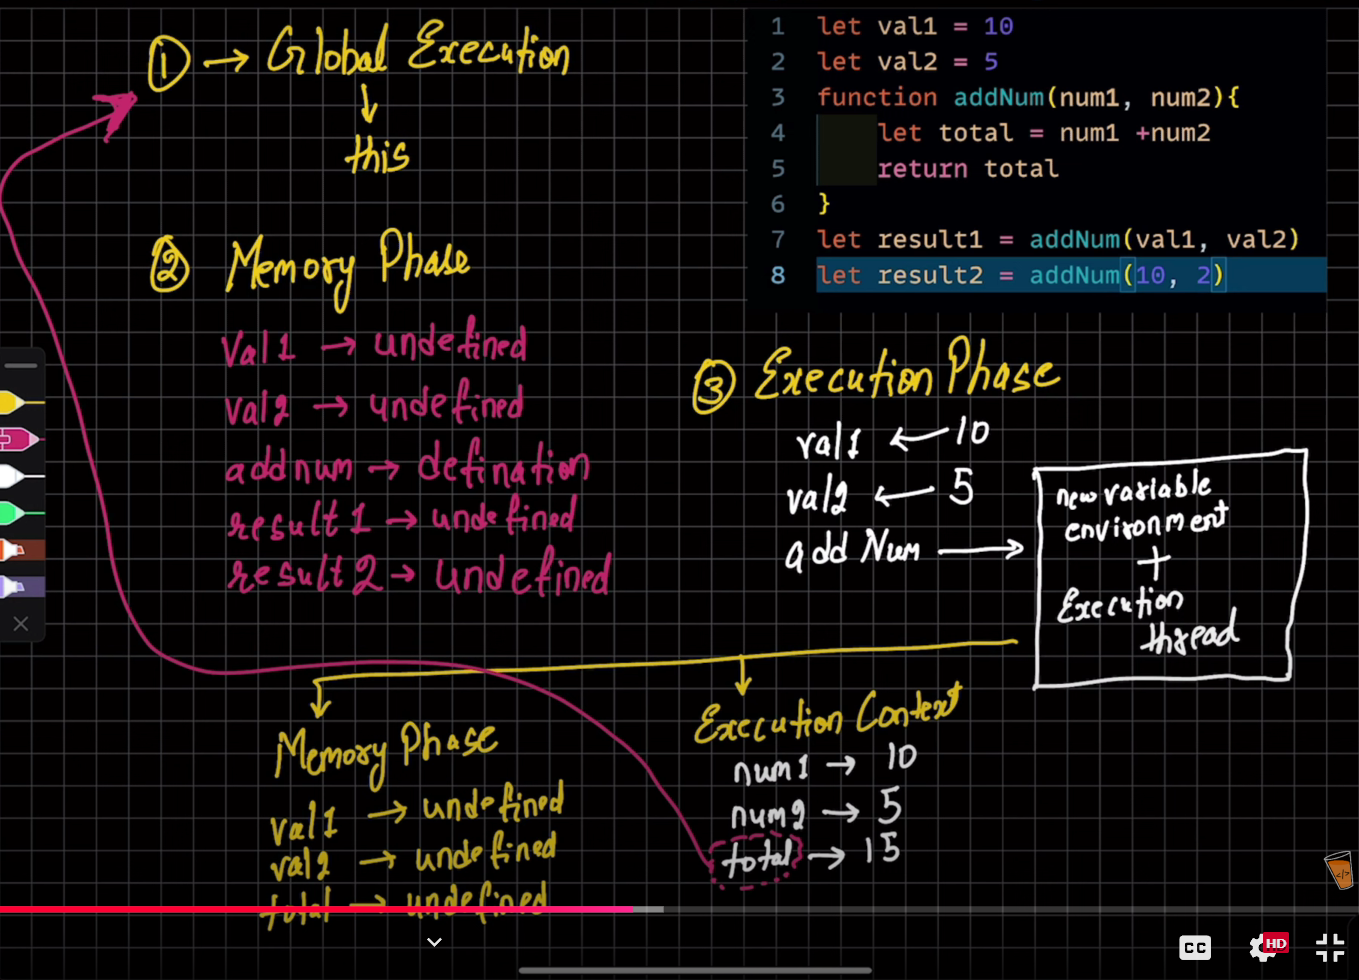 ① → Global Execution
↓
this
② Memory Phase
val1 → undefined
val2 → undefined
addnum → defination
result1 → undefined
result2 → undefined
1 let val1 = 10
2 let val2 = 5
3 function addNum(num1, num2){
4 let total = num1 +num2
5 return total
6 }
7 let result1 = addNum(val1, val2)
8 let result2 = addNum(10, 2)
③ Execution Phase
val1 ← 10
val2 ← 5
addNum →
new variable
environment
+
Execution
thread
Memory Phase
val1 → undefined
val2 → undefined
total → undefined
Execution Context
num1 → 10
num2 → 5
total → 15
</>
CC
HD